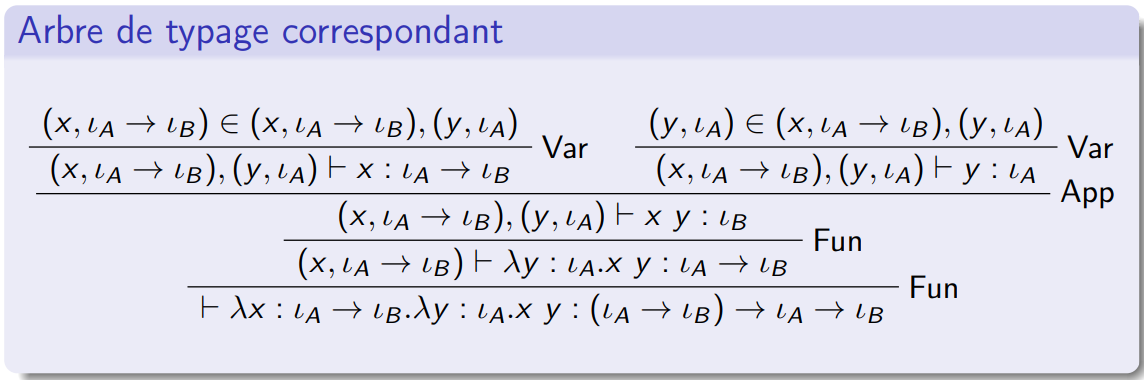 Arbre de typage correspondant
(x, ι_A → ι_B) ∈ (x, ι_A → ι_B), (y, ι_A) (y, ι_A) ∈ (x, ι_A → ι_B), (y, ι_A)
Var Var
(x, ι_A → ι_B), (y, ι_A) ⊢ x : ι_A → ι_B (x, ι_A → ι_B), (y, ι_A) ⊢ y : ι_A
App
(x, ι_A → ι_B), (y, ι_A) ⊢ x y : ι_B
Fun
(x, ι_A → ι_B) ⊢ λy : ι_A.x y : ι_A → ι_B
Fun
⊢ λx : ι_A → ι_B.λy : ι_A.x y : (ι_A → ι_B) → ι_A → ι_B